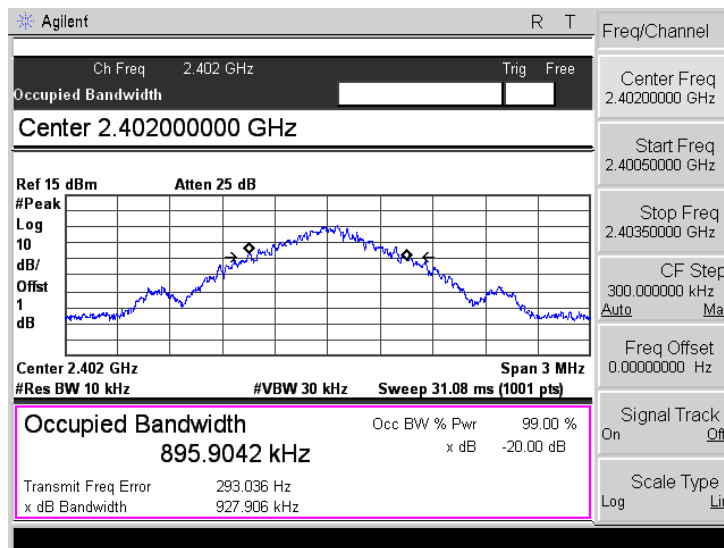 Agilent R T
Ch Freq 2.402 GHz Trig Free
Occupied Bandwidth
Center 2.402000000 GHz
Ref 15 dBm Atten 25 dB
#Peak
Log
10
dB/
Offst
1
dB
Center 2.402 GHz Span 3 MHz
#Res BW 10 kHz #VBW 30 kHz Sweep 31.08 ms (1001 pts)
Occupied Bandwidth Occ BW % Pwr 99.00 %
895.9042 kHz x dB -20.00 dB
Transmit Freq Error 293.036 Hz
x dB Bandwidth 927.906 kHz
Freq/Channel
Center Freq
2.40200000 GHz
Start Freq
2.40050000 GHz
Stop Freq
2.40350000 GHz
CF Step
300.000000 kHz
Auto Ma
Freq Offset
0.00000000 Hz
Signal Track
On Off
Scale Type
Log Li